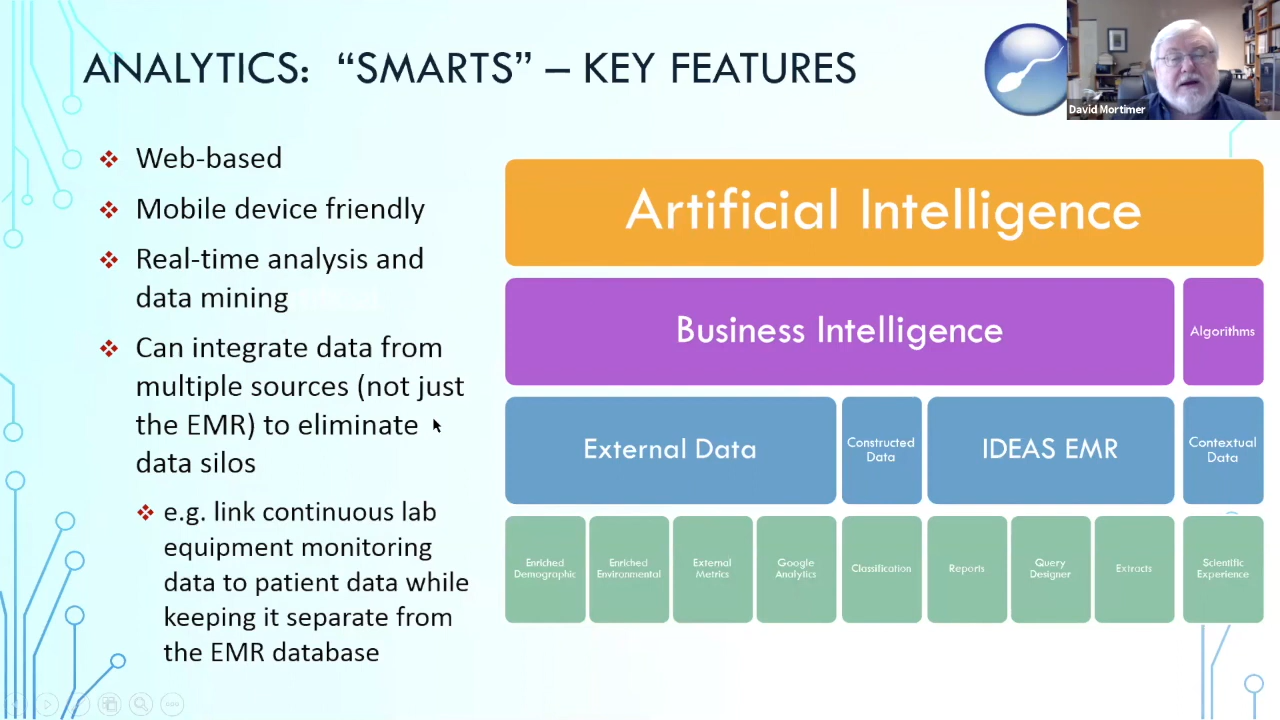 ANALYTICS: “SMARTS” – KEY FEATURES
David Mortimer
Web-based
Mobile device friendly
Real-time analysis and
data mining
Can integrate data from
multiple sources (not just
the EMR) to eliminate
data silos
e.g. link continuous lab
equipment monitoring
data to patient data while
keeping it separate from
the EMR database
Artificial Intelligence
Business Intelligence
Algorithms
External Data
Constructed
Data
IDEAS EMR
Contextual
Data
Enriched
Demographic
Enriched
Environmental
External
Metrics
Google
Analytics
Classification
Reports
Query
Designer
Extracts
Scientific
Experience